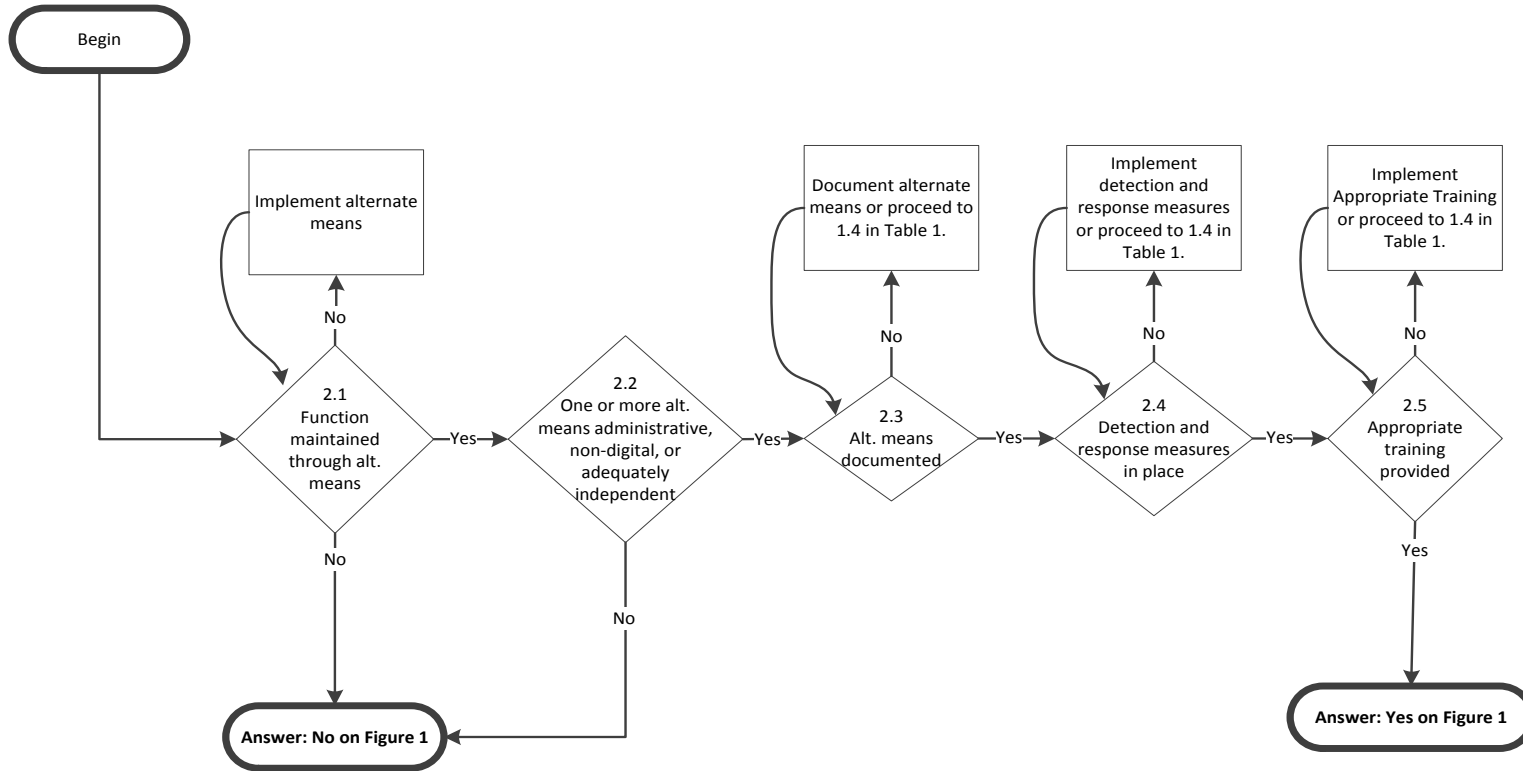 Begin
Implement alternate
means
Document alternate
means or proceed to
1.4 in Table 1.
Implement
detection and
response measures
or proceed to 1.4 in
Table 1.
Implement
Appropriate Training
or proceed to 1.4 in
Table 1.
No
No
No
No
2.1
Function
maintained
through alt.
means
Yes
2.2
One or more alt.
means administrative,
non-digital, or
adequately
independent
Yes
2.3
Alt. means
documented
Yes
2.4
Detection and
response measures
in place
Yes
2.5
Appropriate
training
provided
No
No
Yes
Answer: No on Figure 1
Answer: Yes on Figure 1